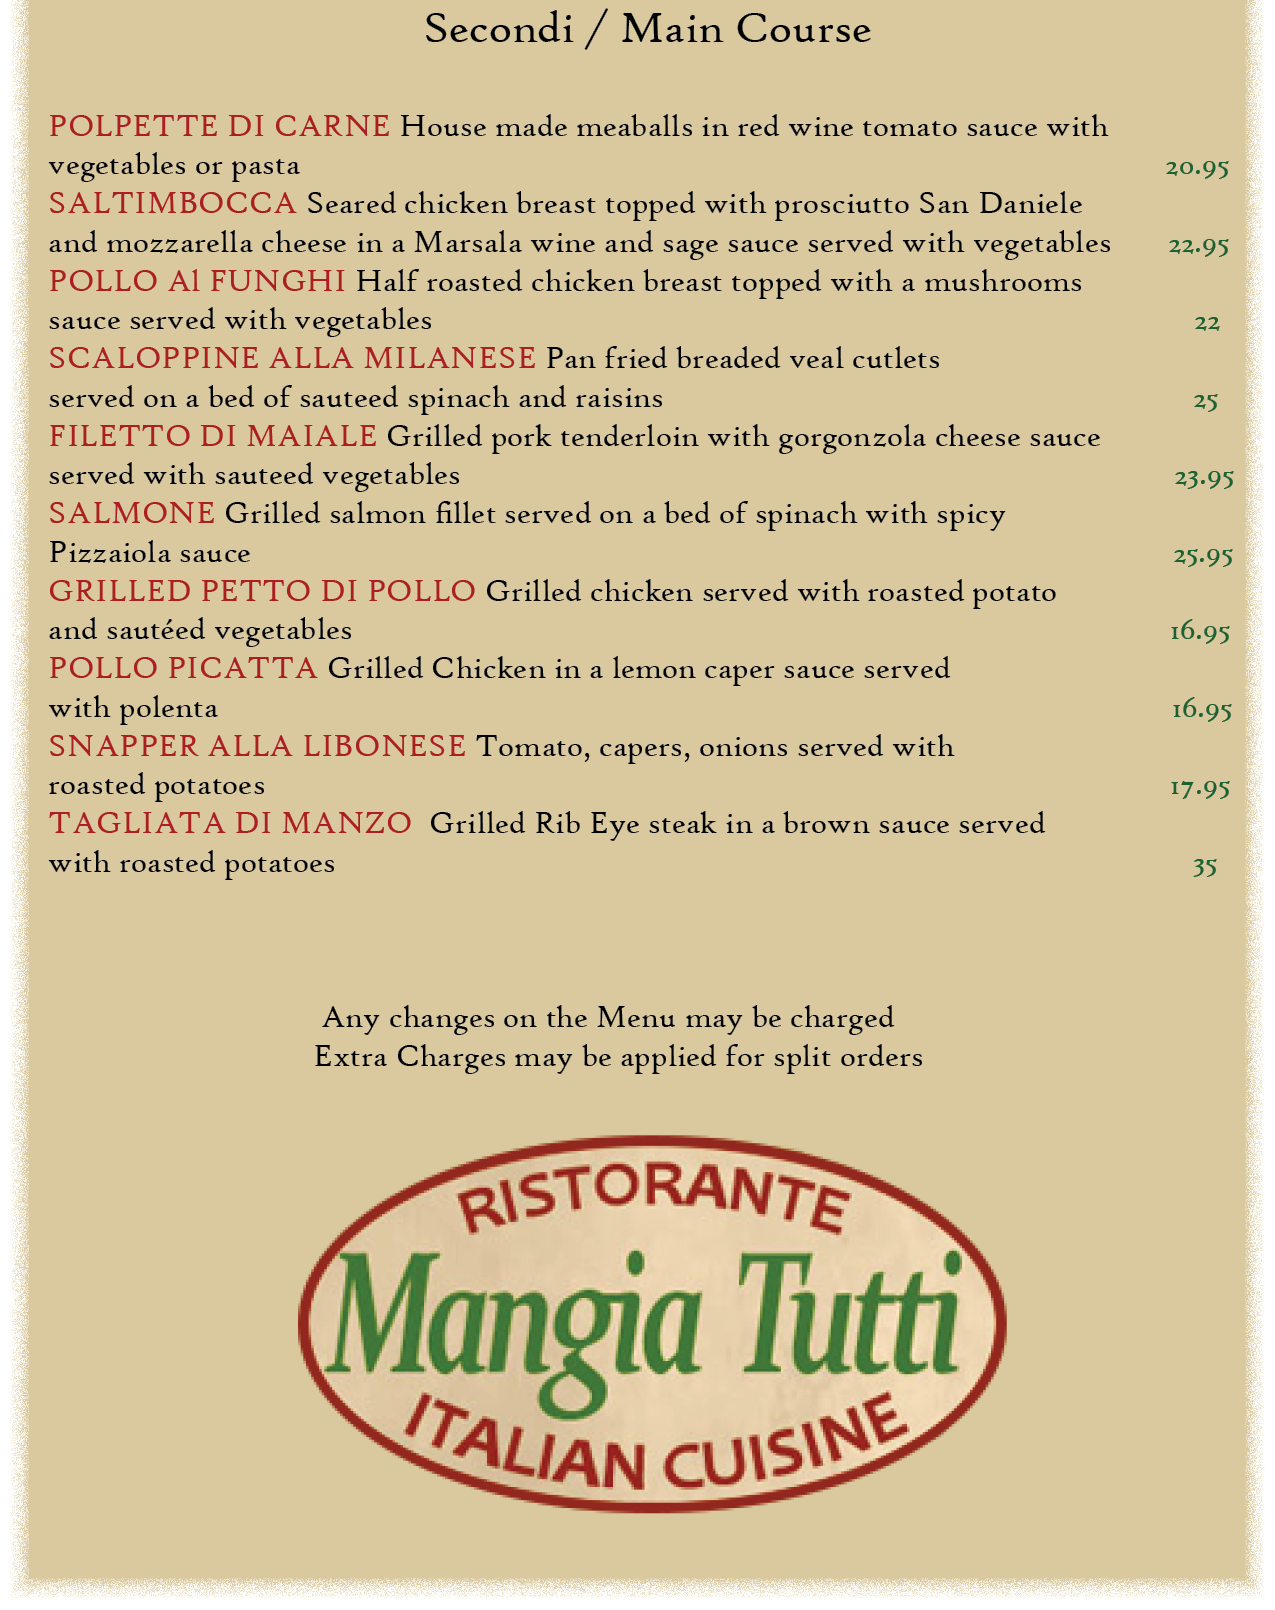 Secondi / Main Course
POLPETTE DI CARNE House made meaballs in red wine tomato sauce with
vegetables or pasta 20.95
SALTIMBOCCA Seared chicken breast topped with prosciutto San Daniele
and mozzarella cheese in a Marsala wine and sage sauce served with vegetables 22.95
POLLO Al FUNGHI Half roasted chicken breast topped with a mushrooms
sauce served with vegetables 22
SCALOPPINE ALLA MILANESE Pan fried breaded veal cutlets
served on a bed of sauteed spinach and raisins 25
FILETTO DI MAIALE Grilled pork tenderloin with gorgonzola cheese sauce
served with sauteed vegetables 23.95
SALMONE Grilled salmon fillet served on a bed of spinach with spicy
Pizzaiola sauce 25.95
GRILLED PETTO DI POLLO Grilled chicken served with roasted potato
and sautéed vegetables 16.95
POLLO PICATTA Grilled Chicken in a lemon caper sauce served
with polenta 16.95
SNAPPER ALLA LIBONESE Tomato, capers, onions served with
roasted potatoes 17.95
TAGLIATA DI MANZO Grilled Rib Eye steak in a brown sauce served
with roasted potatoes 35
Any changes on the Menu may be charged
Extra Charges may be applied for split orders
RISTORANTE
Mangia Tutti
ITALIAN CUISINE